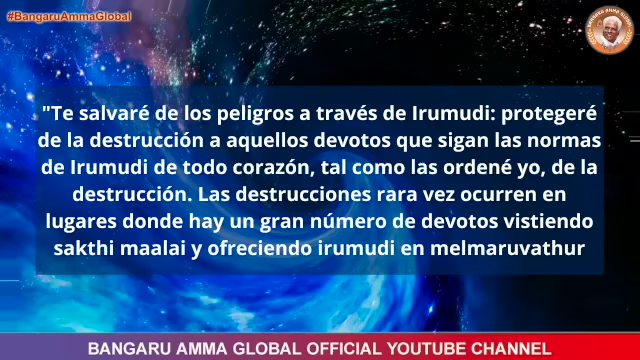 #BangaruAmmaGlobal
"Te salvaré de los peligros a través de Irumudi: protegeré
de la destrucción a aquellos devotos que sigan las normas
de Irumudi de todo corazón, tal como las ordené yo, de la
destrucción. Las destrucciones rara vez ocurren en
lugares donde hay un gran número de devotos vistiendo
sakthi maalai y ofreciendo irumudi en melmaruvathur
BANGARU AMMA GLOBAL OFFICIAL YOUTUBE CHANNEL